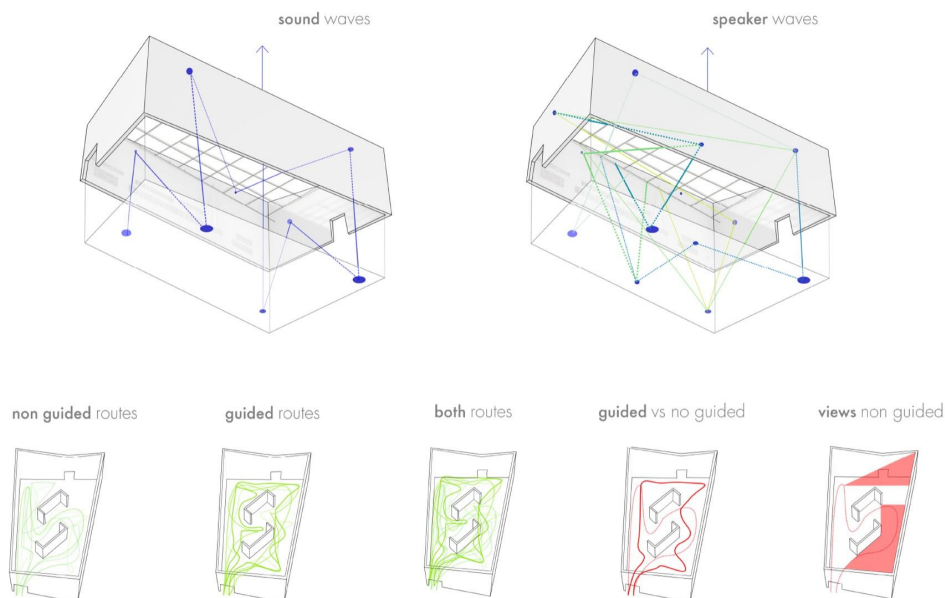 sound waves
speaker waves
non guided routes
guided routes
both routes
guided vs no guided
views non guided